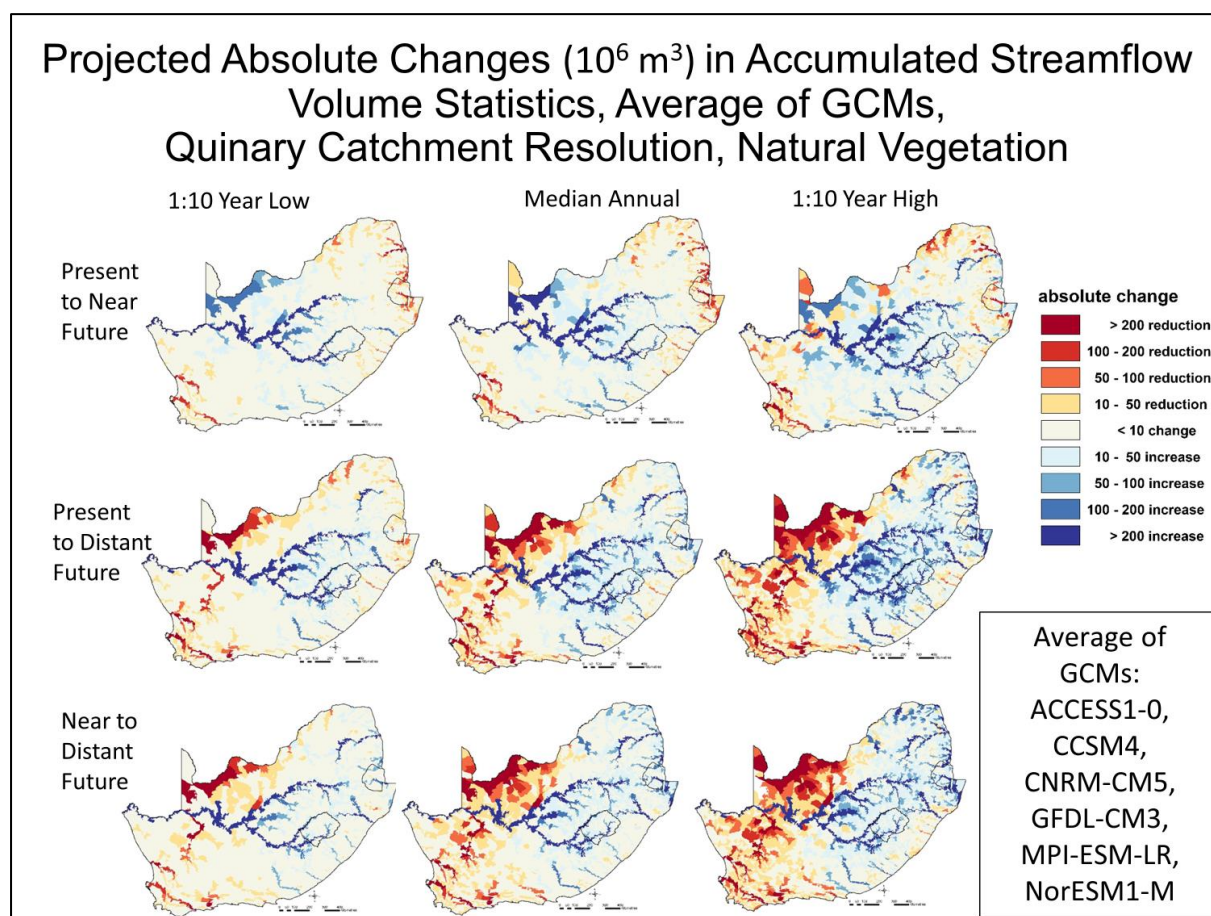 Projected Absolute Changes (10⁶ m³) in Accumulated Streamflow
Volume Statistics, Average of GCMs,
Quinary Catchment Resolution, Natural Vegetation
1:10 Year Low
Median Annual
1:10 Year High
Present
to Near
Future
absolute change
> 200 reduction
100 - 200 reduction
50 - 100 reduction
10 - 50 reduction
< 10 change
10 - 50 increase
50 - 100 increase
100 - 200 increase
> 200 increase
Present
to Distant
Future
Near to
Distant
Future
Average of
GCMs:
ACCESS1-0,
CCSM4,
CNRM-CM5,
GFDL-CM3,
MPI-ESM-LR,
NorESM1-M